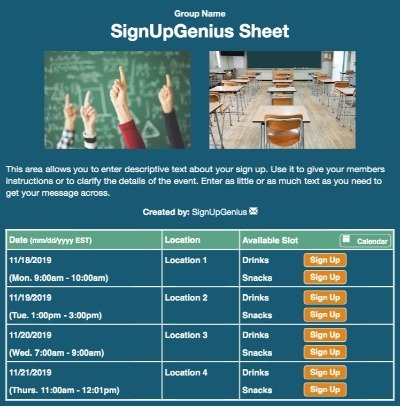 Group Name
SignUpGenius Sheet
This area allows you to enter descriptive text about your sign up. Use it to give your members
instructions or to clarify the details of the event. Enter as little or as much text as you need to
get your message across.
Created by: SignUpGenius
Date (mm/dd/yyyy EST) Location Available Slot Calendar
11/18/2019 Location 1 Drinks Sign Up
(Mon. 9:00am - 10:00am) Snacks Sign Up
11/19/2019 Location 2 Drinks Sign Up
(Tue. 1:00pm - 3:00pm) Snacks Sign Up
11/20/2019 Location 3 Drinks Sign Up
(Wed. 7:00am - 9:00am) Snacks Sign Up
11/21/2019 Location 4 Drinks Sign Up
(Thurs. 11:00am - 12:01pm) Snacks Sign Up